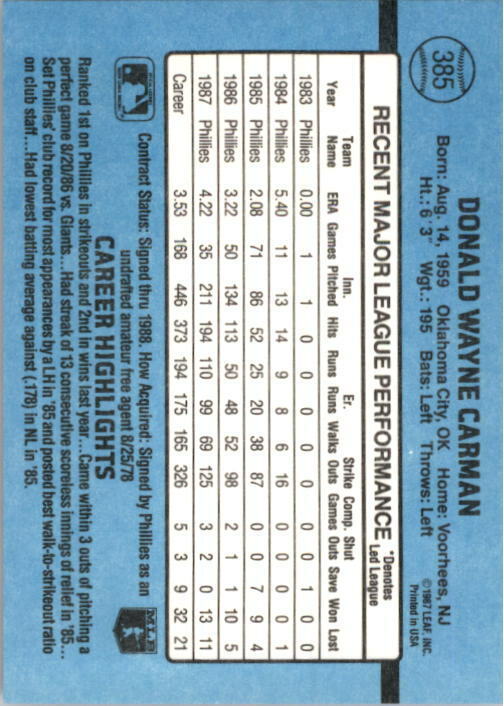 385
DONALD WAYNE CARMAN
Born: Aug. 14, 1959 Oklahoma City, OK Home: Voorhees, NJ
Ht.: 6'3" Wgt.: 195 Bats: Left Throws: Left
©1987 LEAF, INC.
Printed in USA
RECENT MAJOR LEAGUE PERFORMANCE *Denotes Led League
Team Inn. Er. Strike Comp. Shut
Year Name ERA Games Pitched Hits Runs Runs Walks Outs Games Outs Save Won Lost
1983 Phillies 0.00 1 1 0 0 0 0 0 0 0 1 0 0
1984 Phillies 5.40 11 13 14 9 8 6 16 0 0 0 0 1
1985 Phillies 2.08 71 86 52 25 20 38 87 0 0 7 9 4
1986 Phillies 3.22 50 134 113 50 48 52 98 2 1 1 10 5
1987 Phillies 4.22 35 211 194 110 99 69 125 3 2 0 13 11
Career 3.53 168 446 373 194 175 165 326 5 3 9 32 21
Contract Status: Signed thru 1988. How Acquired: Signed by Phillies as an
undrafted amateur free agent 8/25/78
MLB
CAREER HIGHLIGHTS
Ranked 1st on Phillies in strikeouts and 2nd in wins last year...Came within 3 outs of pitching a
perfect game 8/20/86 vs. Giants...Had streak of 13 consecutive scoreless innings of relief in '85...
Set Phillies' club record for most appearances by a LH in '85 and posted best walk-to-strikeout ratio
on club staff....Had lowest batting average against (.178) in NL in '85.